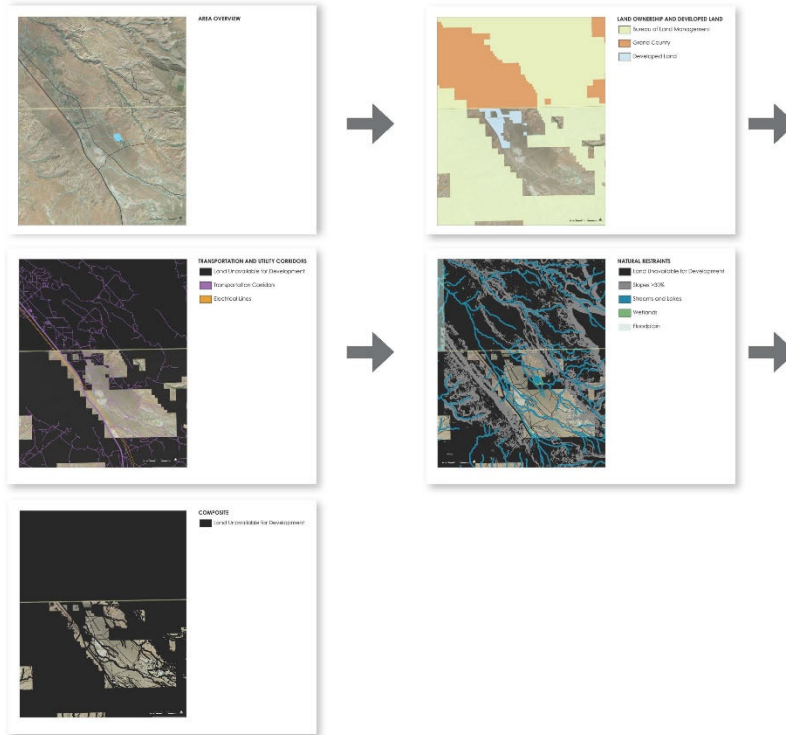 AREA OVERVIEW
LAND OWNERSHIP AND DEVELOPED LAND
Bureau of Land Management
Grand County
Developed Land
TRANSPORTATION AND UTILITY CORRIDORS
Land Unavailable for Development
Transportation Corridors
Electrical Lines
NATURAL RESTRAINTS
Land Unavailable for Development
Slopes >30%
Streams and Lakes
Wetlands
Floodplain
COMPOSITE
Land Unavailable for Development